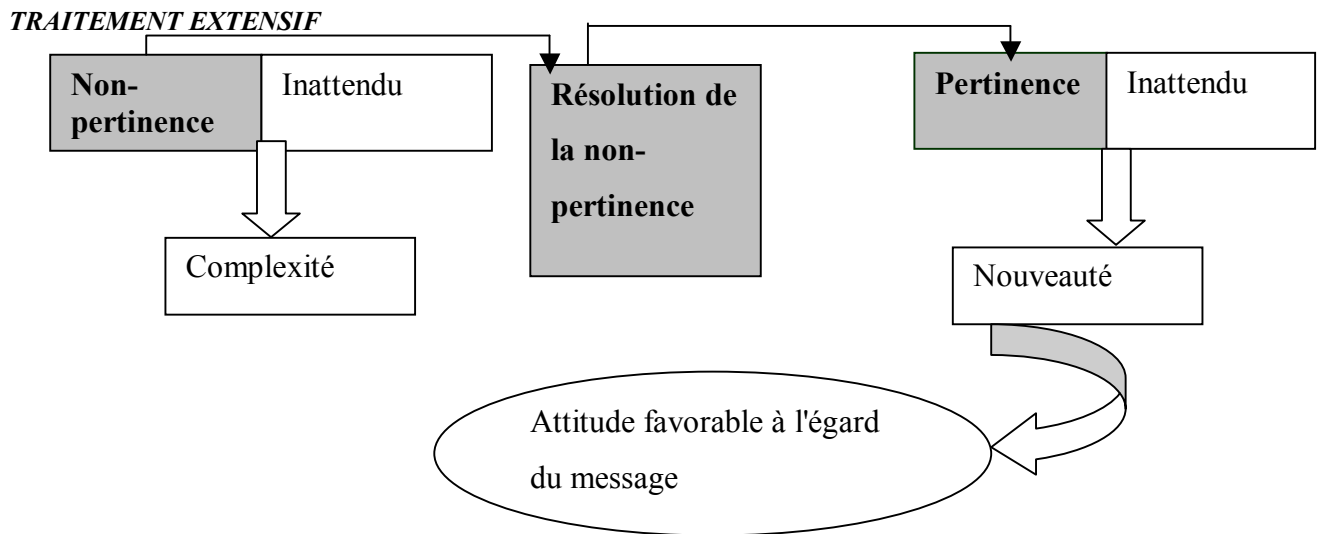 TRAITEMENT EXTENSIF
Non-
pertinence
Inattendu
Résolution de
la non-
pertinence
Pertinence
Inattendu
Complexité
Nouveauté
Attitude favorable à l'égard
du message